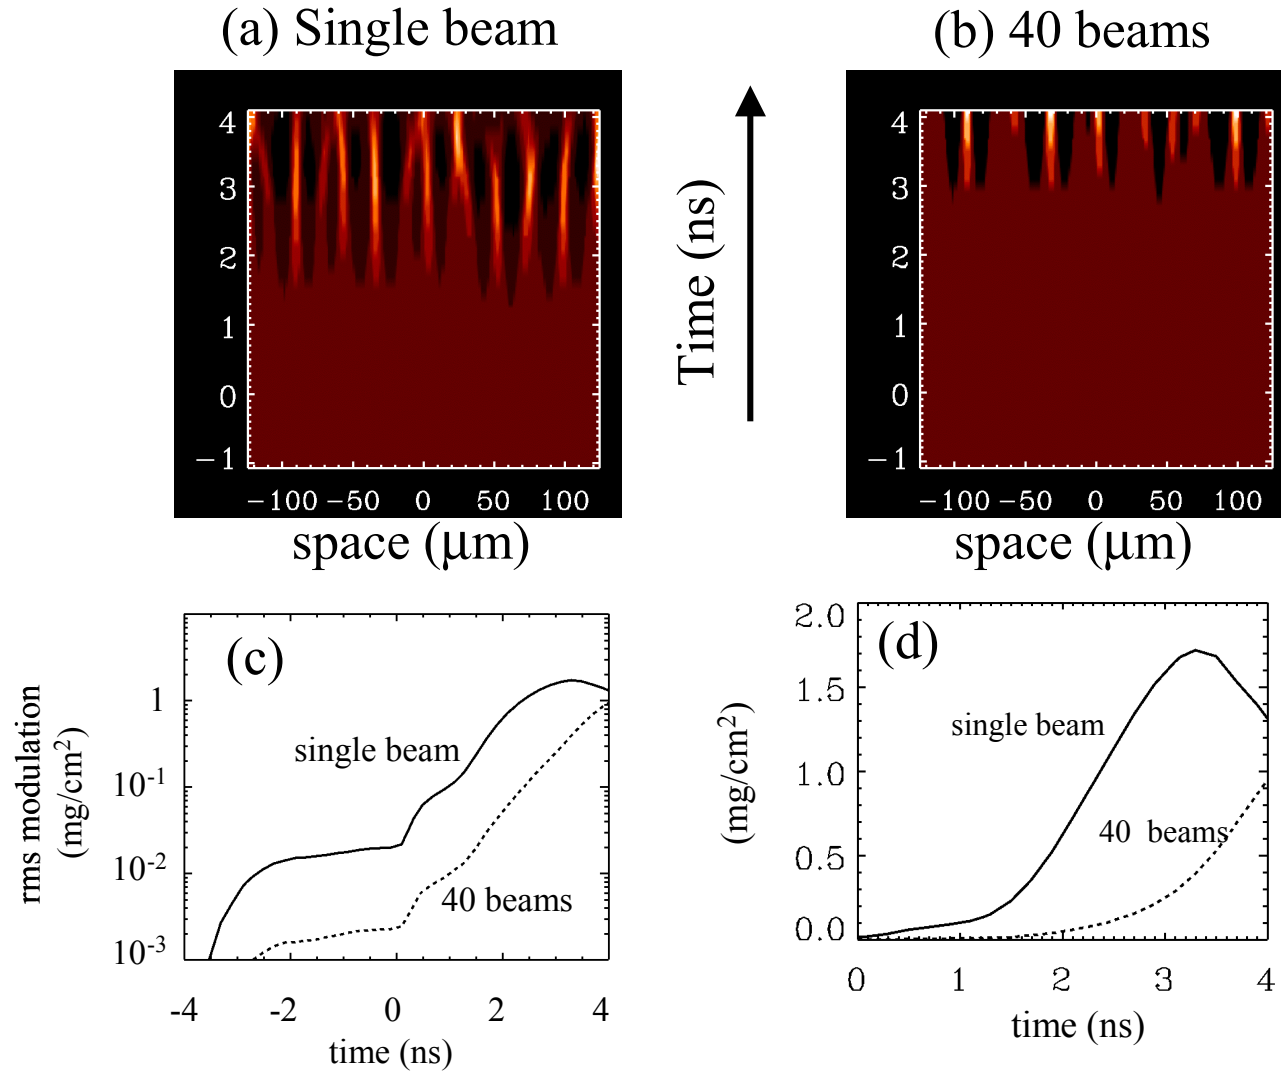 (a) Single beam
(b) 40 beams
4
3
2
1
0
−1
−100 −50 0 50 100
space (μm)
Time (ns)
4
3
2
1
0
−1
−100 −50 0 50 100
space (μm)
(c)
rms modulation
(mg/cm²)
1
10⁻¹
10⁻²
10⁻³
single beam
40 beams
-4 -2 0 2 4
time (ns)
(d)
(mg/cm²)
2.0
1.5
1.0
0.5
0.0
single beam
40 beams
0 1 2 3 4
time (ns)